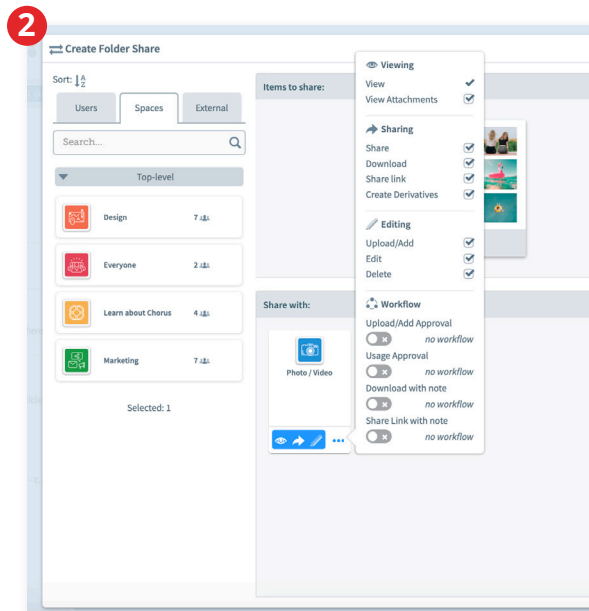 2
Create Folder Share
Sort: A Z
Users Spaces External
Search...
Top-level
Design 7
Everyone 2
Learn about Chorus 4
Marketing 7
Selected: 1
Items to share:
Share with:
Photo / Video
Viewing
View
View Attachments
Sharing
Share
Download
Share link
Create Derivatives
Editing
Upload/Add
Edit
Delete
Workflow
Upload/Add Approval
no workflow
Usage Approval
no workflow
Download with note
no workflow
Share Link with note
no workflow